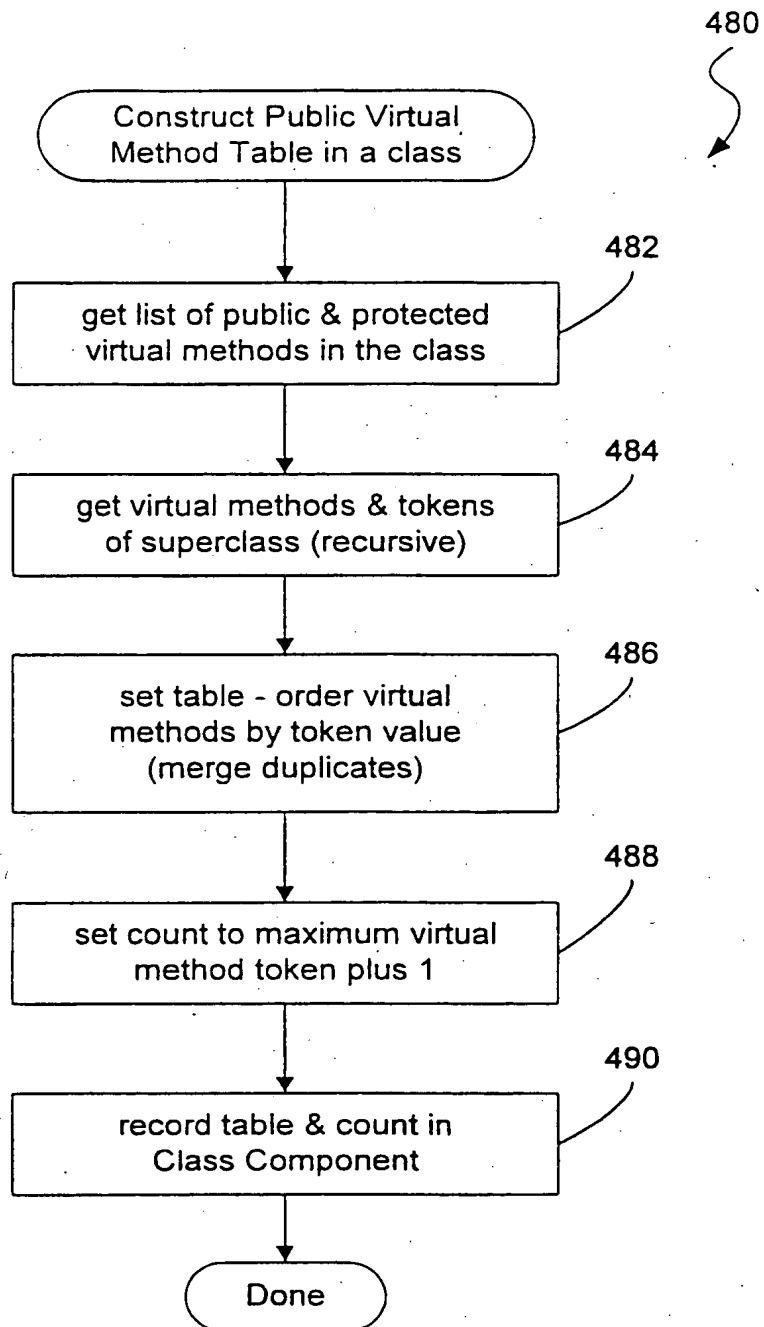 480
Construct Public Virtual
Method Table in a class
482
get list of public & protected
virtual methods in the class
484
get virtual methods & tokens
of superclass (recursive)
486
set table - order virtual
methods by token value
(merge duplicates)
488
set count to maximum virtual
method token plus 1
490
record table & count in
Class Component
Done